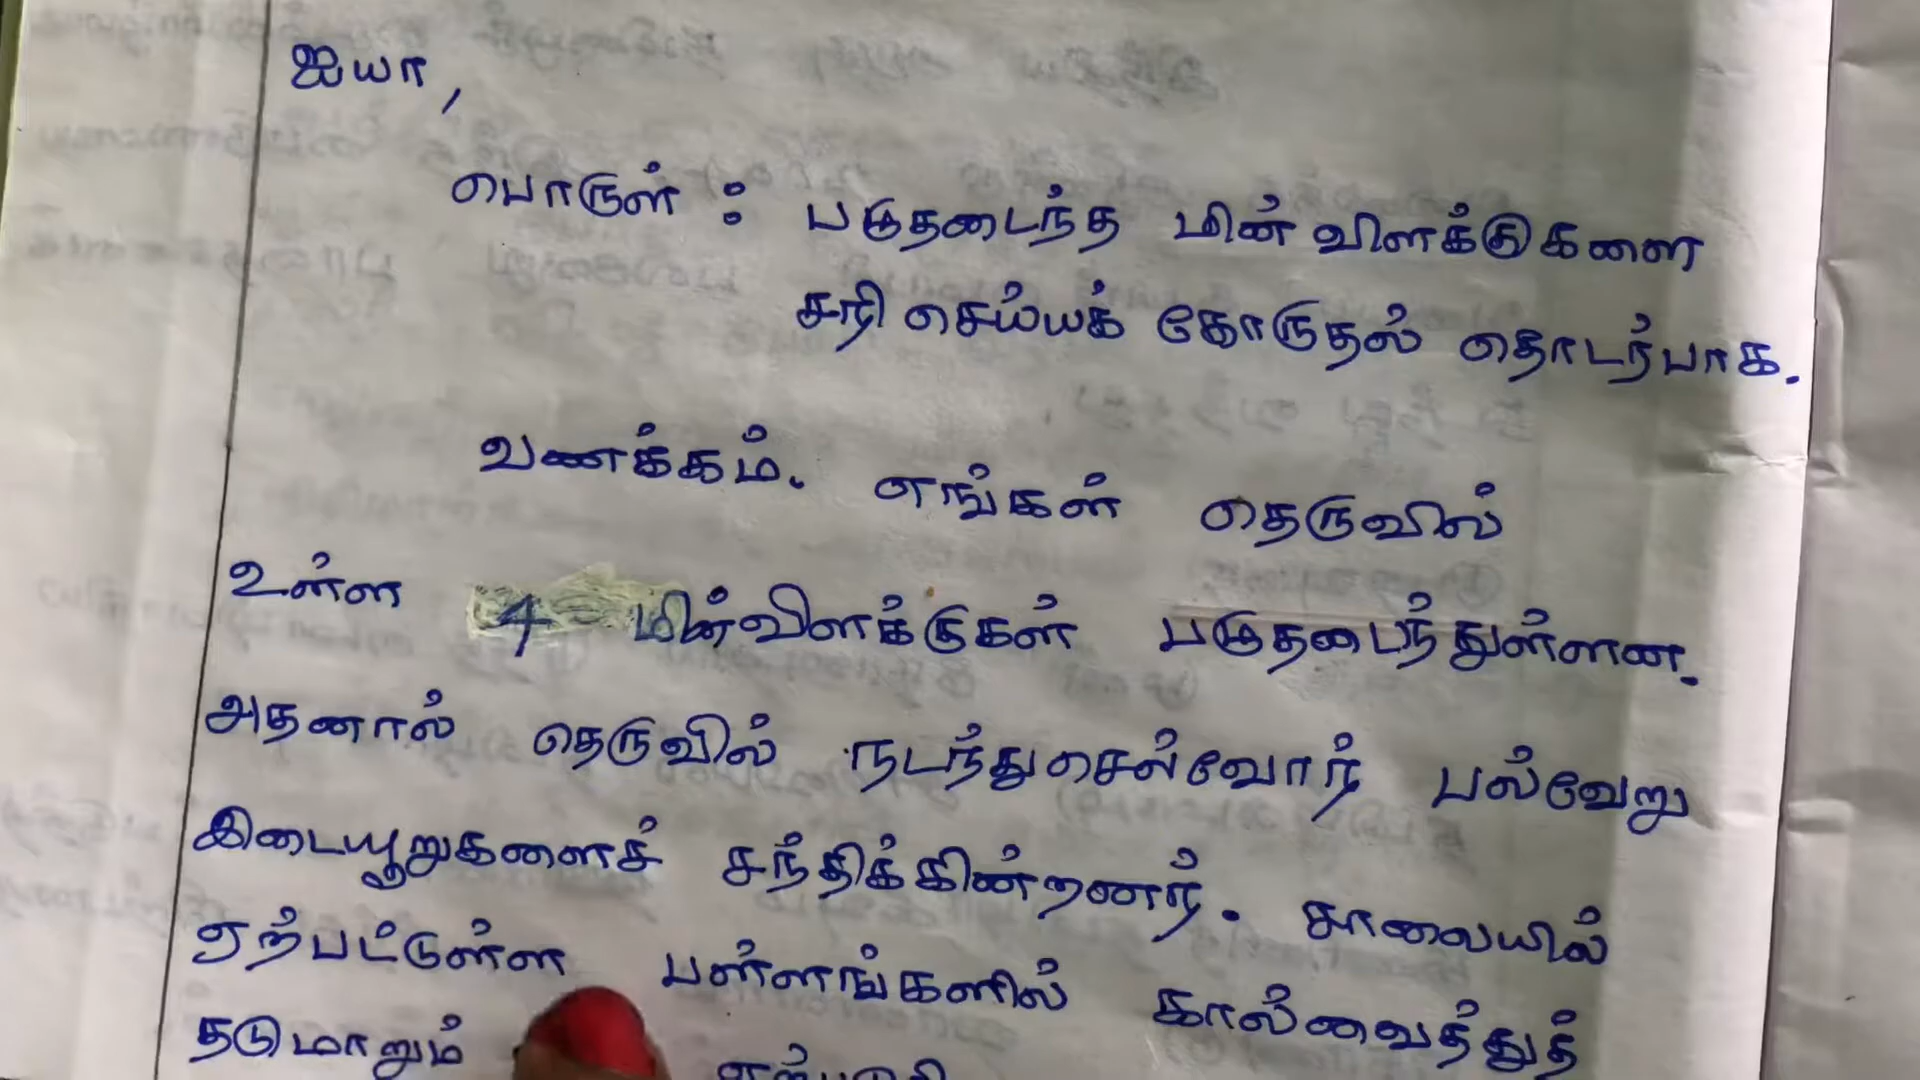 ஐயா,
பொருள் : பழுதடைந்த மின் விளக்குகளை
சரி செய்யக் கோருதல் தொடர்பாக.
வணக்கம். எங்கள் தெருவில்
உள்ள 4 மின்விளக்குகள் பழுதடைந்துள்ளன.
அதனால் தெருவில் நடந்துசெல்வோர் பல்வேறு
இடையூறுகளைச் சந்திக்கின்றனர். சாலையில்
ஏற்பட்டுள்ள பள்ளங்களில் கால்வைத்துத்
தடுமாறும்